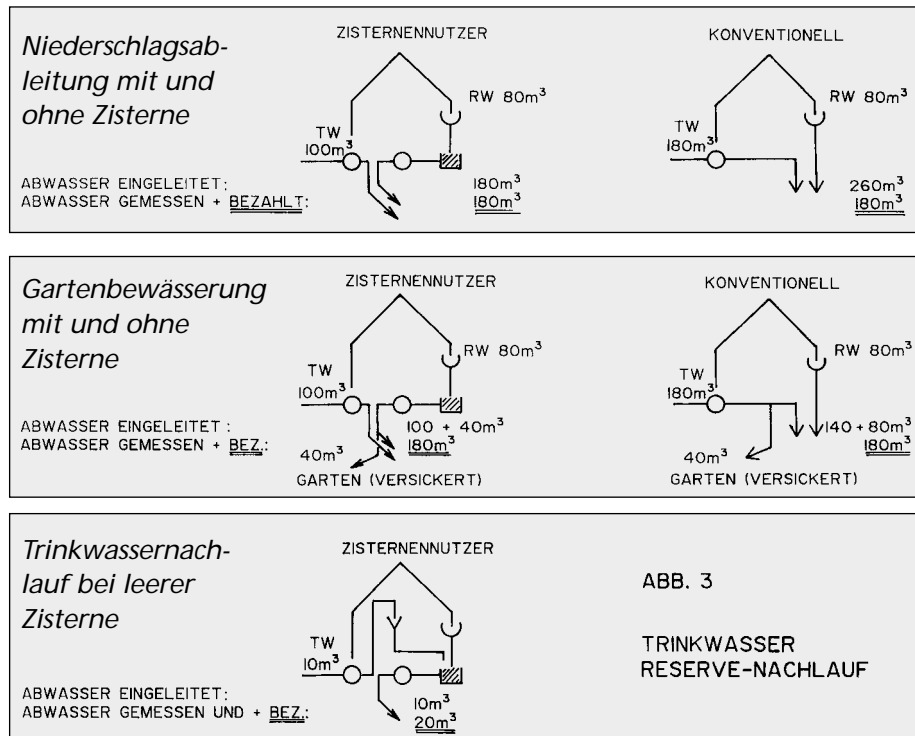 Niederschlagsab-
leitung mit und
ohne Zisterne
ZISTERNENNUTZER
RW 80m³
TW
100m³
ABWASSER EINGELEITET:
180m³
ABWASSER GEMESSEN + BEZAHLT:
180m³
KONVENTIONELL
RW 80m³
TW
180m³
260m³
180m³
Gartenbewässerung
mit und ohne
Zisterne
ZISTERNENNUTZER
RW 80m³
TW
100m³
ABWASSER EINGELEITET:
100 + 40m³
ABWASSER GEMESSEN + BEZ.:
180m³
40m³
GARTEN (VERSICKERT)
KONVENTIONELL
RW 80m³
TW
180m³
140 + 80m³
180m³
40m³
GARTEN (VERSICKERT)
Trinkwassernach-
lauf bei leerer
Zisterne
ZISTERNENNUTZER
TW
10m³
ABWASSER EINGELEITET:
10m³
ABWASSER GEMESSEN UND + BEZ.:
20m³
ABB. 3
TRINKWASSER
RESERVE-NACHLAUF